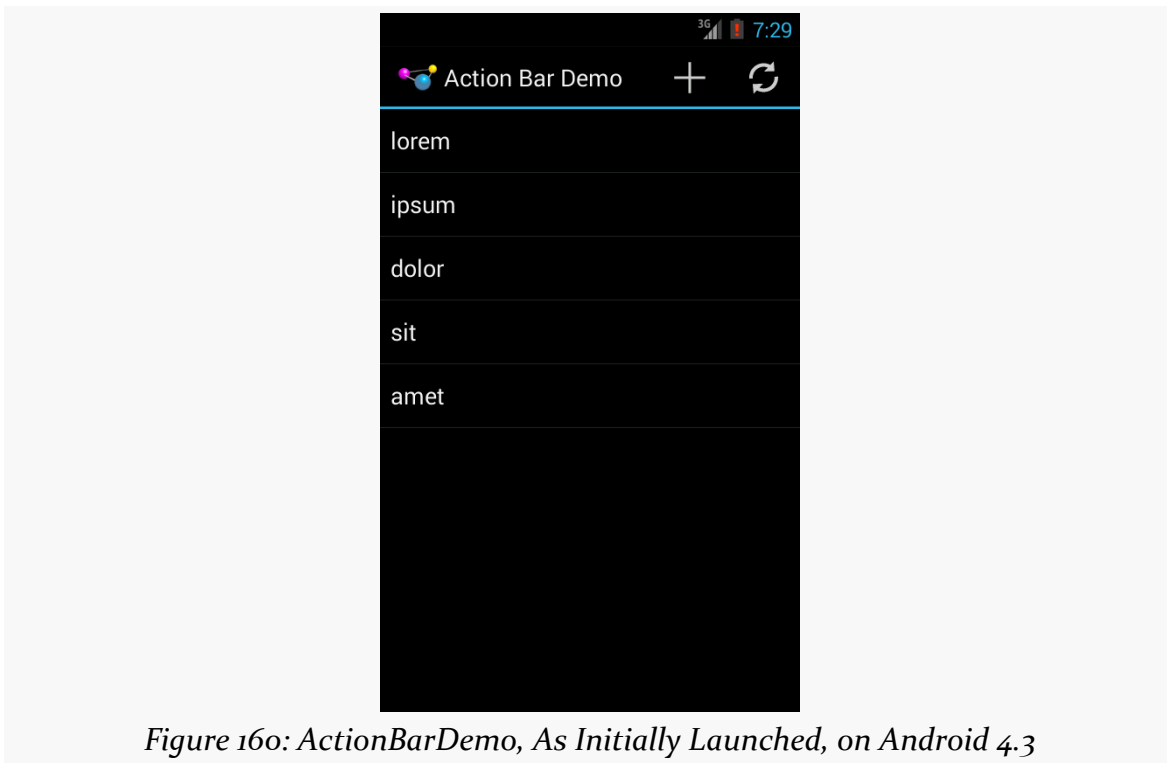 3G 7:29
Action Bar Demo
lorem
ipsum
dolor
sit
amet
Figure 160: ActionBarDemo, As Initially Launched, on Android 4.3